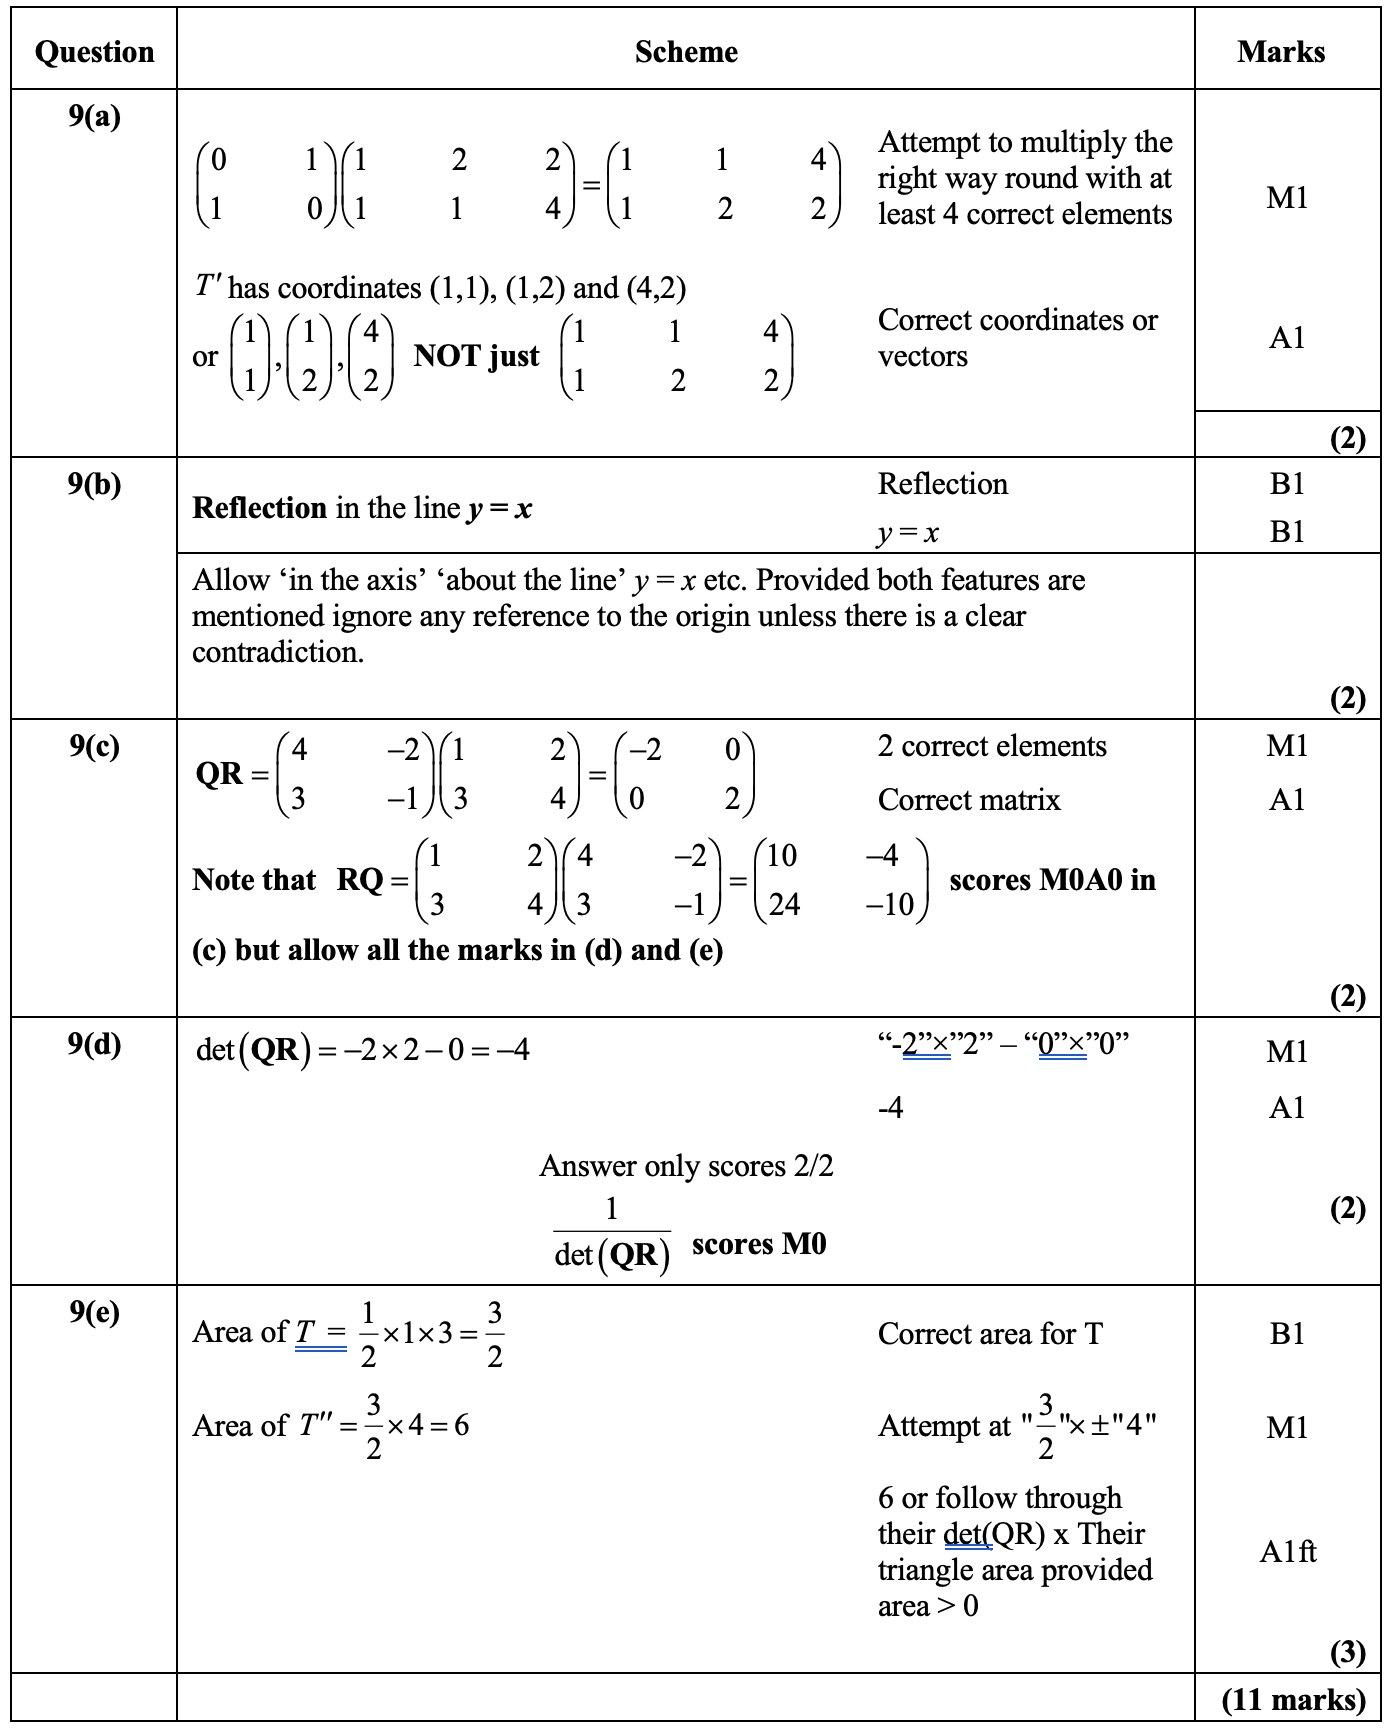 Question Scheme Marks
9(a)
(0 1; 1 0)(1 2 2; 1 1 4) = (1 1 4; 1 2 2) Attempt to multiply the
right way round with at
least 4 correct elements M1
T′ has coordinates (1,1), (1,2) and (4,2)
or (1; 1), (1; 2), (4; 2) NOT just (1 1 4; 1 2 2) Correct coordinates or
vectors A1
(2)
9(b) Reflection in the line y = x Reflection B1
y = x B1
Allow ‘in the axis’ ‘about the line’ y = x etc. Provided both features are
mentioned ignore any reference to the origin unless there is a clear
contradiction.
(2)
9(c) QR = (4 −2; 3 −1)(1 2; 3 4) = (−2 0; 0 2) 2 correct elements M1
Correct matrix A1
Note that RQ = (1 2; 3 4)(4 −2; 3 −1) = (10 −4; 24 −10) scores M0A0 in
(c) but allow all the marks in (d) and (e)
(2)
9(d) det(QR) = −2×2 − 0 = −4 “-2”×”2” – “0”×”0” M1
-4 A1
Answer only scores 2/2
(2)
1/det(QR) scores M0
9(e) Area of T = 1/2 ×1×3 = 3/2 Correct area for T B1
Area of T″ = 3/2 ×4 = 6 Attempt at "3/2"×±"4" M1
6 or follow through
their det(QR) x Their
triangle area provided
area > 0 A1ft
(3)
(11 marks)